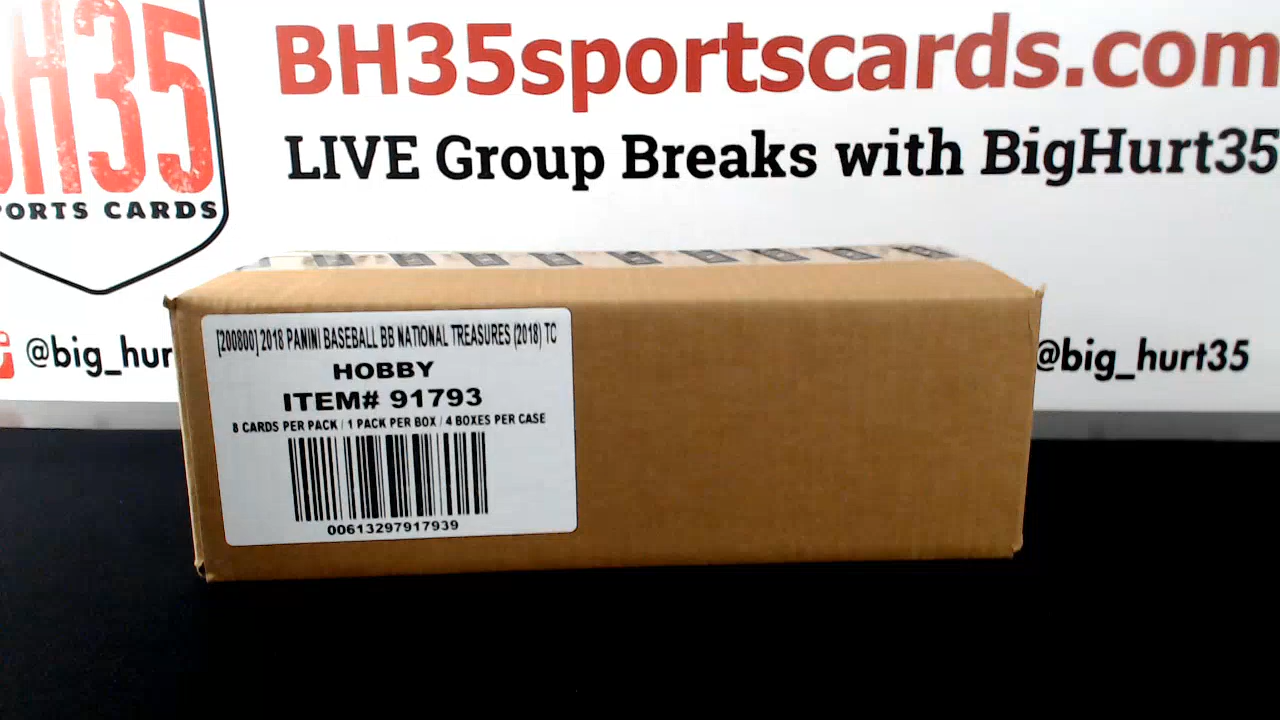 BH35sportscards.com
LIVE Group Breaks with BigHurt35
H35
PORTS CARDS
@big_hur
@big_hurt35
[200800] 2018 PANINI BASEBALL BB NATIONAL TREASURES (2018) TC
HOBBY
ITEM# 91793
8 CARDS PER PACK / 1 PACK PER BOX / 4 BOXES PER CASE
00613297917939